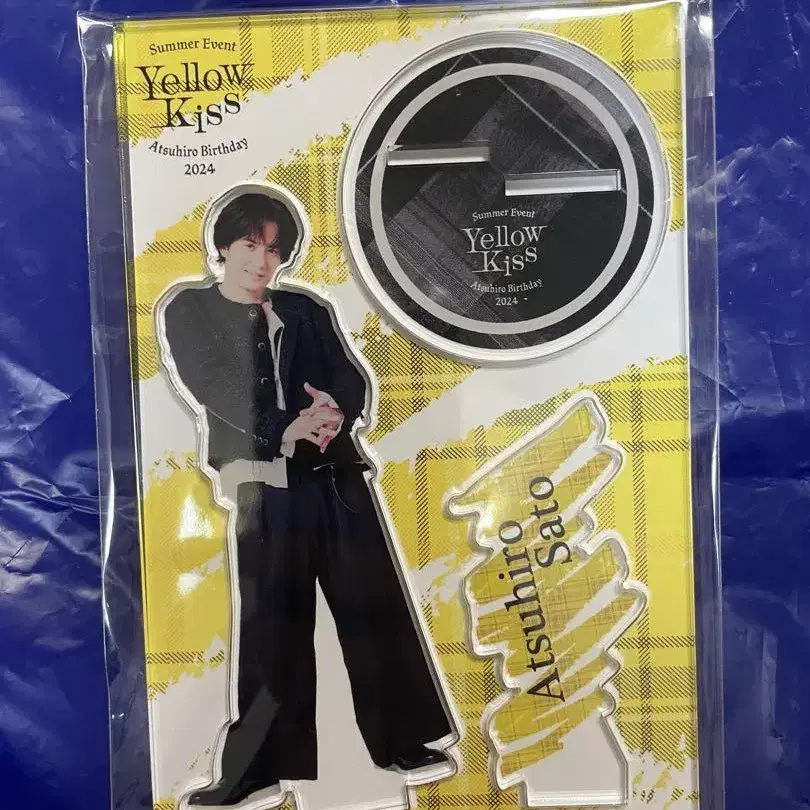 Summer Event
Yellow
Kiss
Atsuhiro Birthday
2024
Summer Event
Yellow
Kiss
Atsuhiro Birthday
2024
Atsuhiro
Sato